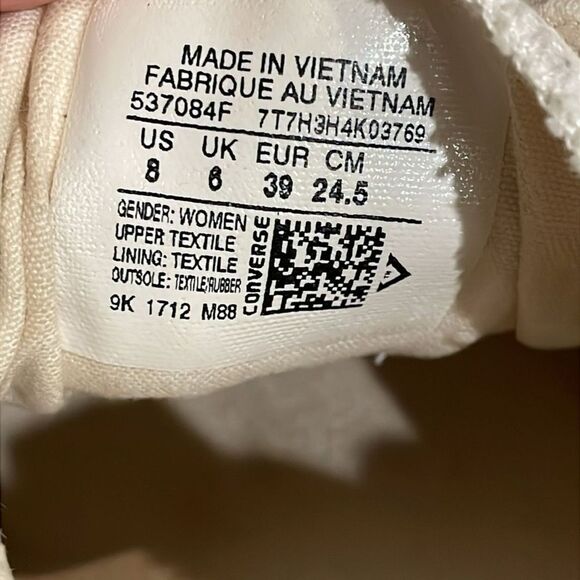 MADE IN VIETNAM
FABRIQUE AU VIETNAM
537084F 7T7H3H4K03769
US UK EUR CM
8 6 39 24.5
GENDER: WOMEN
UPPER TEXTILE
LINING: TEXTILE
OUTSOLE: TEXTILE/RUBBER
9K 1712 M88
CONVERSE